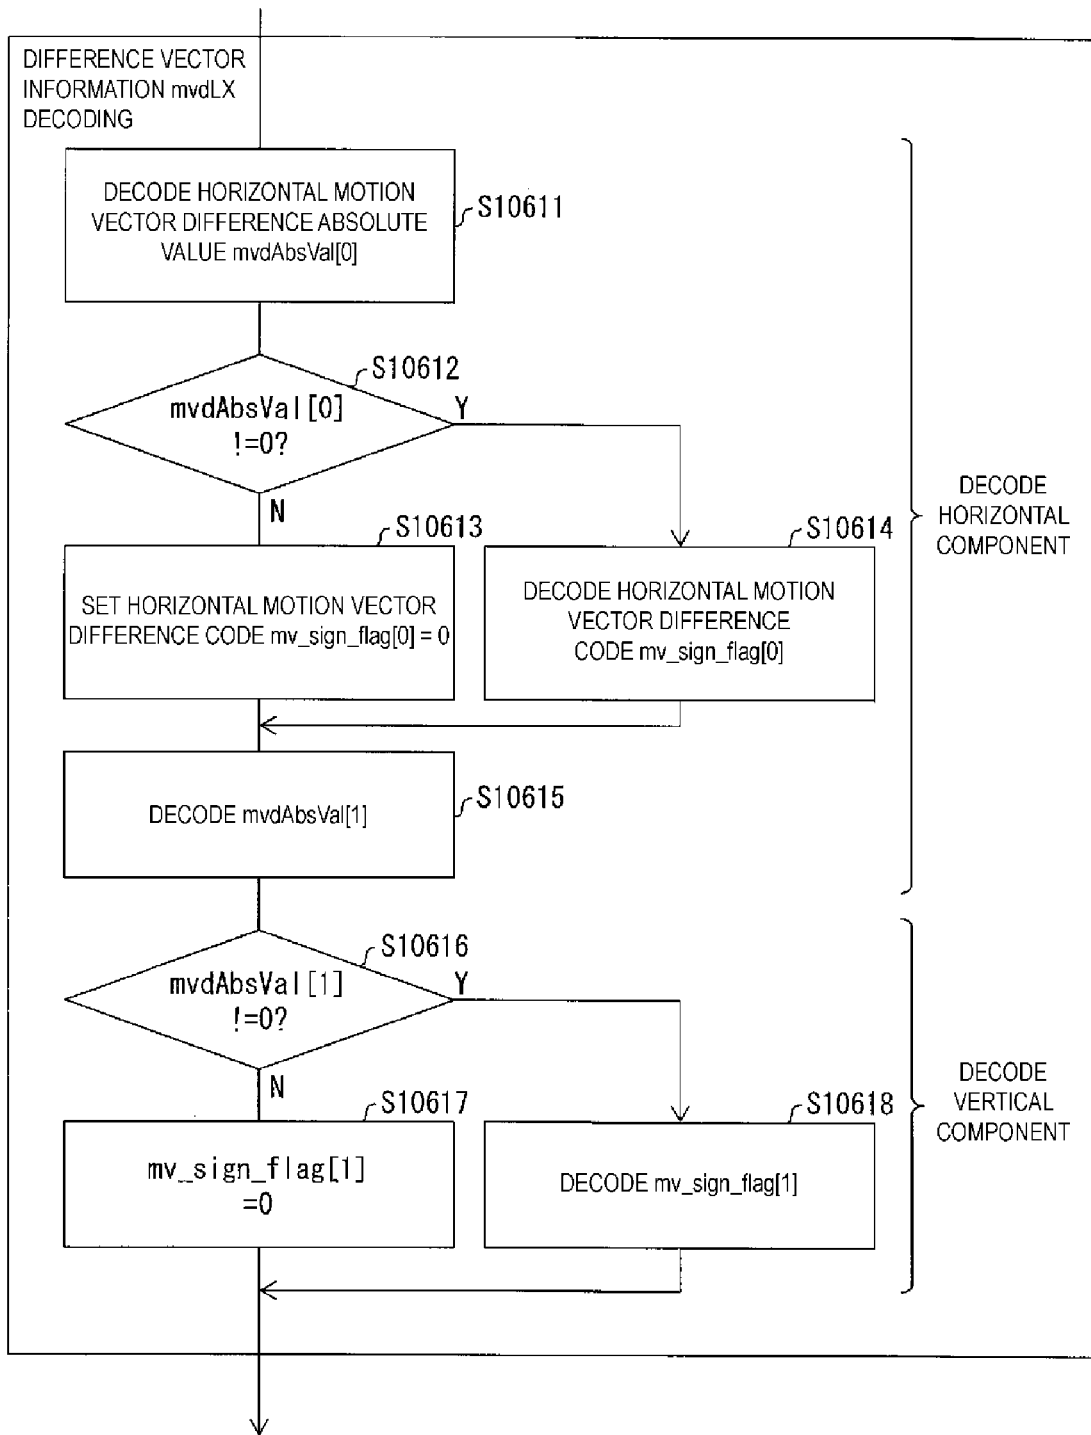 DIFFERENCE VECTOR
INFORMATION mvdLX
DECODING
DECODE HORIZONTAL MOTION
VECTOR DIFFERENCE ABSOLUTE
VALUE mvdAbsVal[0]
S10611
S10612
mvdAbsVal[0]
!=0?
Y
N
S10613
SET HORIZONTAL MOTION VECTOR
DIFFERENCE CODE mv_sign_flag[0] = 0
S10614
DECODE HORIZONTAL MOTION
VECTOR DIFFERENCE
CODE mv_sign_flag[0]
DECODE
HORIZONTAL
COMPONENT
DECODE mvdAbsVal[1]
S10615
S10616
mvdAbsVal[1]
!=0?
Y
N
S10617
mv_sign_flag[1]
=0
S10618
DECODE mv_sign_flag[1]
DECODE
VERTICAL
COMPONENT